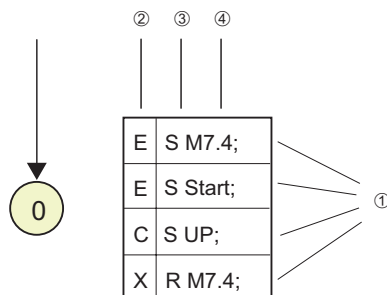 ② ③ ④
E S M7.4;
E S Start;
C S UP;
X R M7.4;
0
①